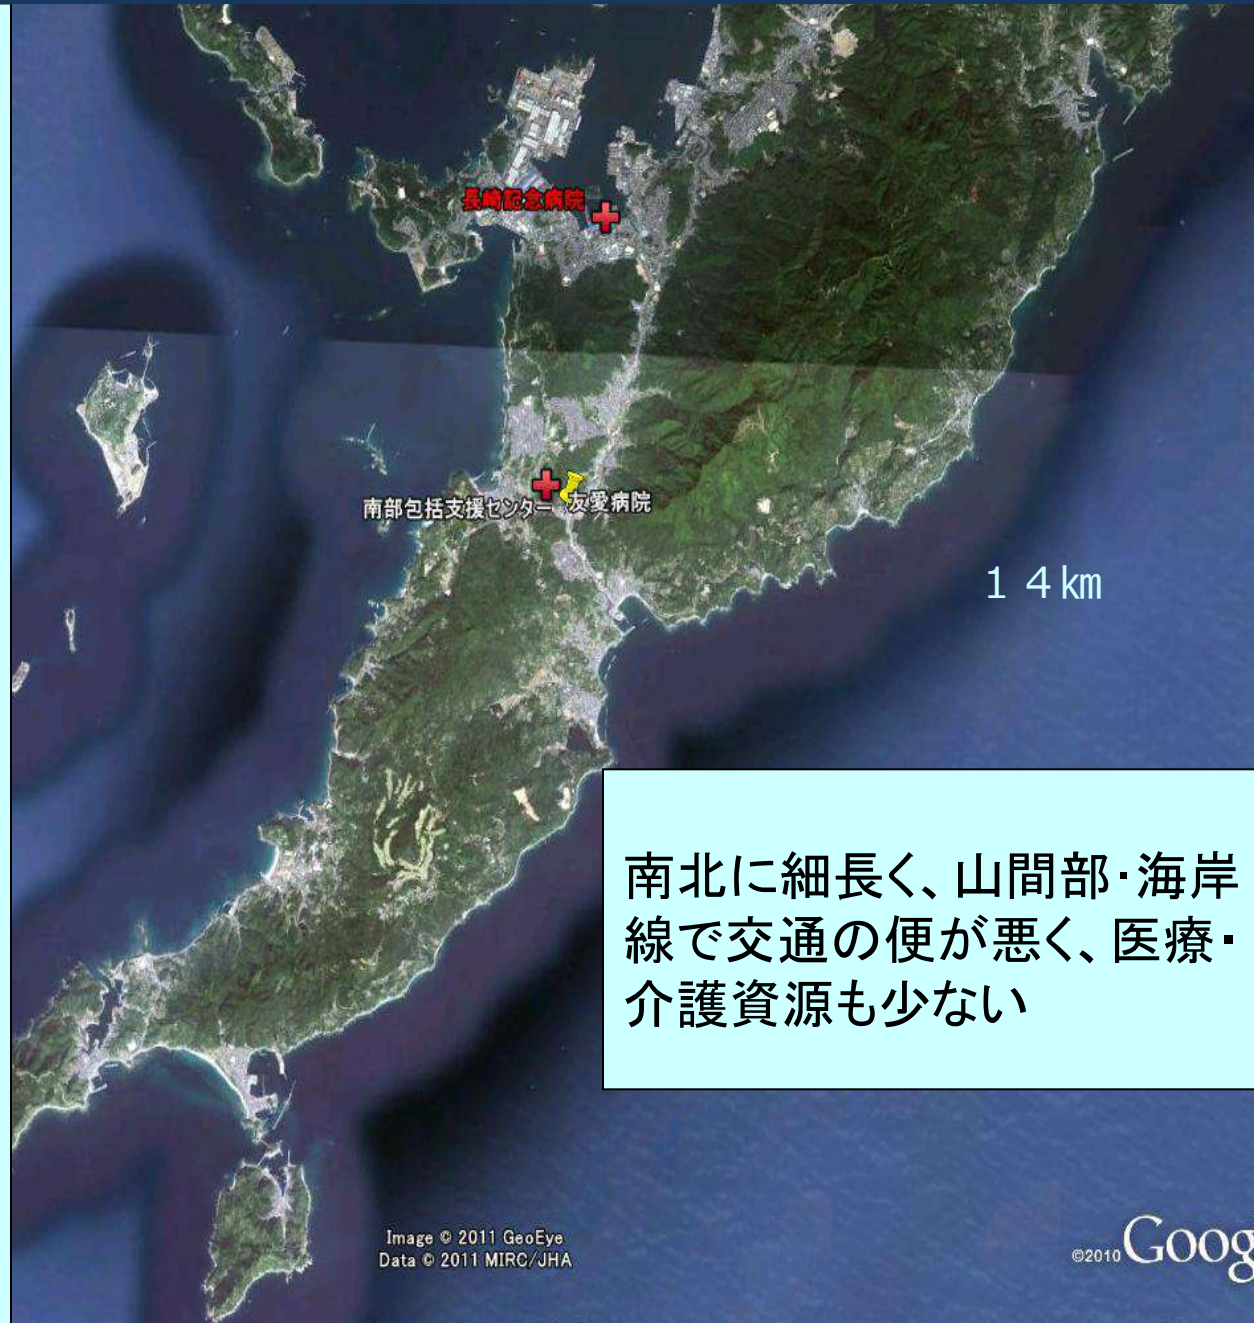 長崎記念病院
南部包括支援センター
友愛病院
１４㎞
南北に細長く、山間部・海岸
線で交通の便が悪く、医療・
介護資源も少ない
Image © 2011 GeoEye
Data © 2011 MIRC/JHA
©2010 Goog